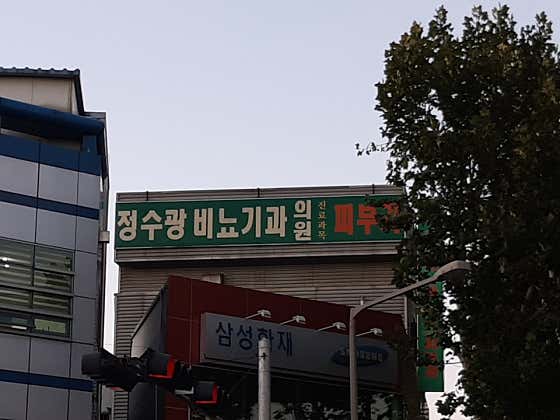 정수광 비뇨기과 의원 진료과목 피부
삼성화재